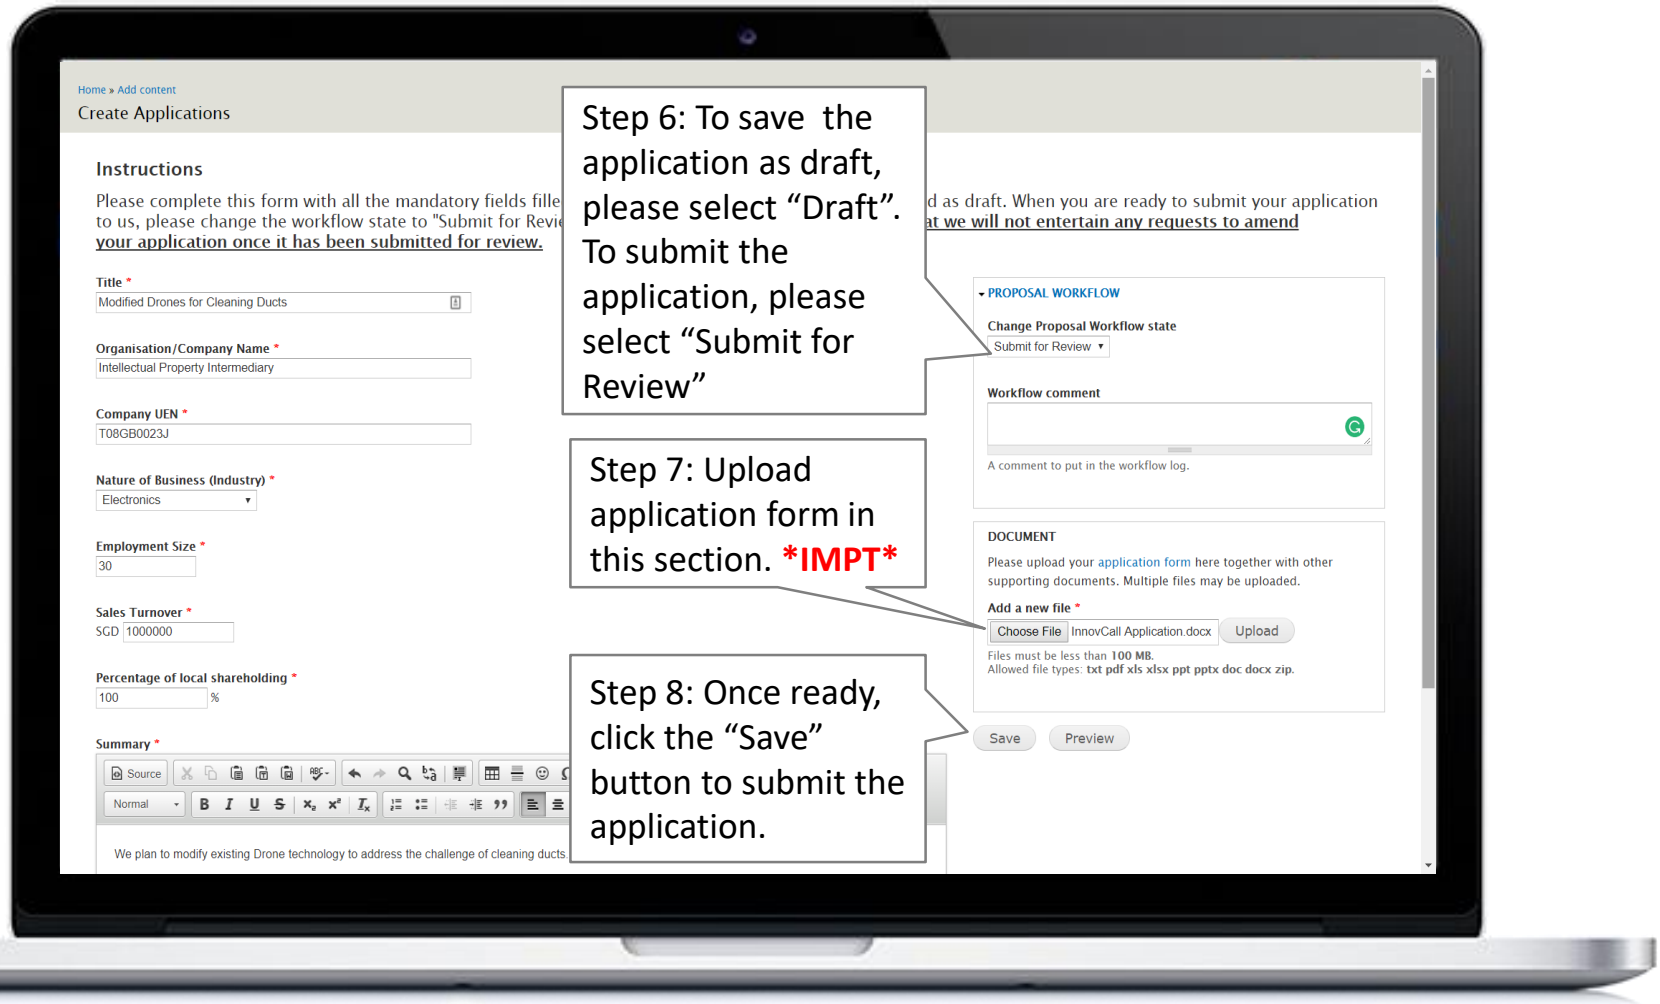 Home » Add content
Create Applications
Instructions
Please complete this form with all the mandatory fields fille
d as draft. When you are ready to submit your application
to us, please change the workflow state to "Submit for Revie
at we will not entertain any requests to amend
your application once it has been submitted for review.
Title *
Modified Drones for Cleaning Ducts
Organisation/Company Name *
Intellectual Property Intermediary
Company UEN *
T08GB0023J
Nature of Business (Industry) *
Electronics
Employment Size *
30
Sales Turnover *
SGD 1000000
Percentage of local shareholding *
100 %
Summary *
Source
Normal
B I U S x₂ x² Ix
We plan to modify existing Drone technology to address the challenge of cleaning ducts.
Step 6: To save the
application as draft,
please select “Draft”.
To submit the
application, please
select “Submit for
Review”
Step 7: Upload
application form in
this section. *IMPT*
Step 8: Once ready,
click the “Save”
button to submit the
application.
PROPOSAL WORKFLOW
Change Proposal Workflow state
Submit for Review
Workflow comment
A comment to put in the workflow log.
DOCUMENT
Please upload your application form here together with other
supporting documents. Multiple files may be uploaded.
Add a new file *
Choose File InnovCall Application.docx Upload
Files must be less than 100 MB.
Allowed file types: txt pdf xls xlsx ppt pptx doc docx zip.
Save Preview